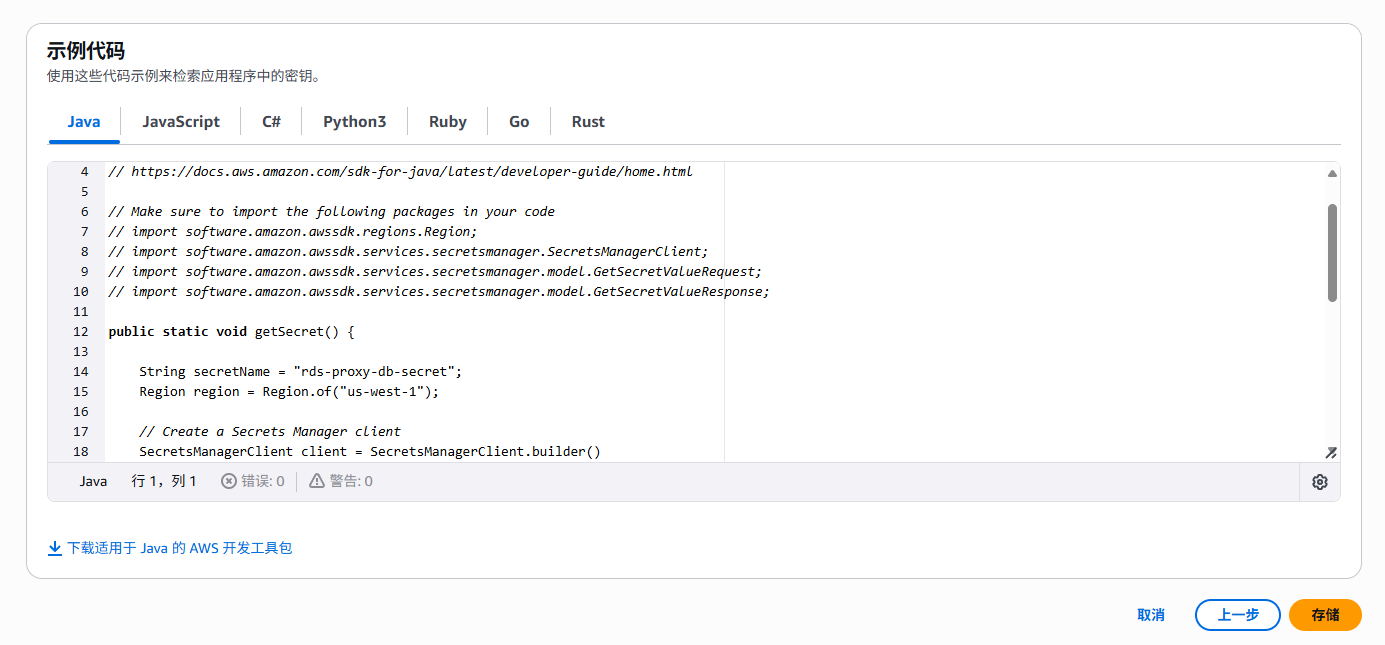 示例代码
使用这些代码示例来检索应用程序中的密钥。
Java JavaScript C# Python3 Ruby Go Rust
4 // https://docs.aws.amazon.com/sdk-for-java/latest/developer-guide/home.html
5
6 // Make sure to import the following packages in your code
7 // import software.amazon.awssdk.regions.Region;
8 // import software.amazon.awssdk.services.secretsmanager.SecretsManagerClient;
9 // import software.amazon.awssdk.services.secretsmanager.model.GetSecretValueRequest;
10 // import software.amazon.awssdk.services.secretsmanager.model.GetSecretValueResponse;
11
12 public static void getSecret() {
13
14 String secretName = "rds-proxy-db-secret";
15 Region region = Region.of("us-west-1");
16
17 // Create a Secrets Manager client
18 SecretsManagerClient client = SecretsManagerClient.builder()
Java 行 1，列 1 错误: 0 警告: 0
下载适用于 Java 的 AWS 开发工具包
取消 上一步 存储